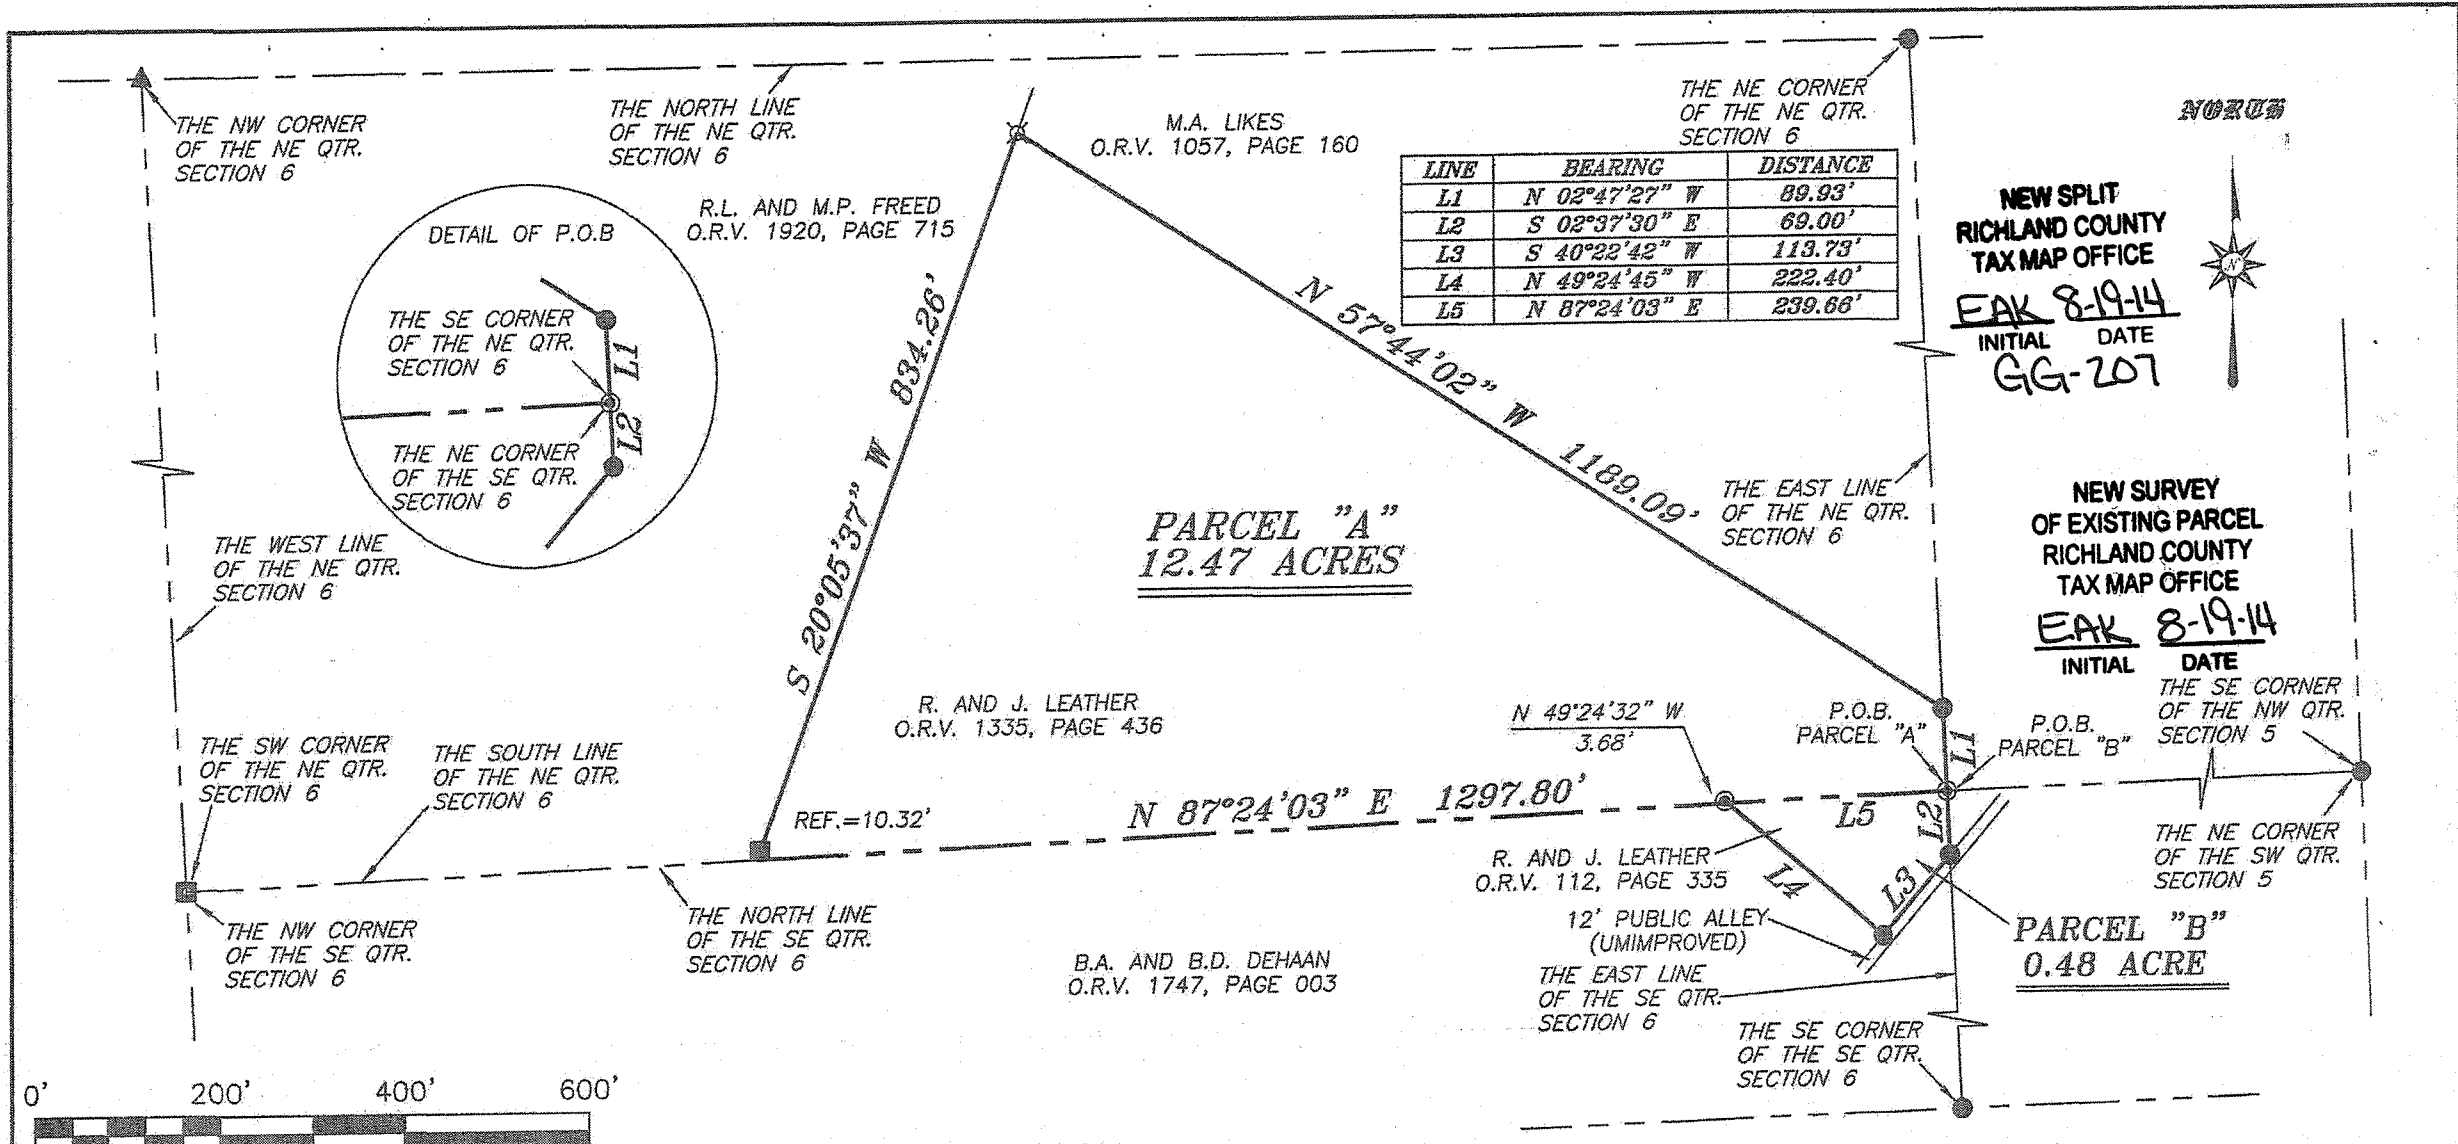 THE NW CORNER
OF THE NE QTR.
SECTION 6
THE NORTH LINE
OF THE NE QTR.
SECTION 6
M.A. LIKES
O.R.V. 1057, PAGE 160
THE NE CORNER
OF THE NE QTR.
SECTION 6
NORTH
N
LINE BEARING DISTANCE
L1 N 02°47'27" W 89.93'
L2 S 02°37'30" E 69.00'
L3 S 40°22'42" W 113.73'
L4 N 49°24'45" W 222.40'
L5 N 87°24'03" E 239.66'
NEW SPLIT
RICHLAND COUNTY
TAX MAP OFFICE
EAK 8-19-14
INITIAL DATE
GG-207
R.L. AND M.P. FREED
O.R.V. 1920, PAGE 715
DETAIL OF P.O.B
THE SE CORNER
OF THE NE QTR.
SECTION 6
L1
L2
THE NE CORNER
OF THE SE QTR.
SECTION 6
S 20°05'37" W 834.26'
N 57°44'02" W 1189.09'
THE EAST LINE
OF THE NE QTR.
SECTION 6
NEW SURVEY
OF EXISTING PARCEL
RICHLAND COUNTY
TAX MAP OFFICE
EAK 8-19-14
INITIAL DATE
PARCEL "A"
12.47 ACRES
THE WEST LINE
OF THE NE QTR.
SECTION 6
R. AND J. LEATHER
O.R.V. 1335, PAGE 436
N 49°24'32" W
3.68'
P.O.B.
PARCEL "A"
L1
P.O.B.
PARCEL "B"
THE SE CORNER
OF THE NW QTR.
SECTION 5
THE SW CORNER
OF THE NE QTR.
SECTION 6
THE SOUTH LINE
OF THE NE QTR.
SECTION 6
REF.=10.32'
N 87°24'03" E 1297.80'
L5
L2
THE NE CORNER
OF THE SW QTR.
SECTION 5
R. AND J. LEATHER
O.R.V. 112, PAGE 335
L4
L3
12' PUBLIC ALLEY
(UMIMPROVED)
PARCEL "B"
0.48 ACRE
THE NW CORNER
OF THE SE QTR.
SECTION 6
THE NORTH LINE
OF THE SE QTR.
SECTION 6
B.A. AND B.D. DEHAAN
O.R.V. 1747, PAGE 003
THE EAST LINE
OF THE SE QTR.
SECTION 6
THE SE CORNER
OF THE SE QTR.
SECTION 6
0' 200' 400' 600'